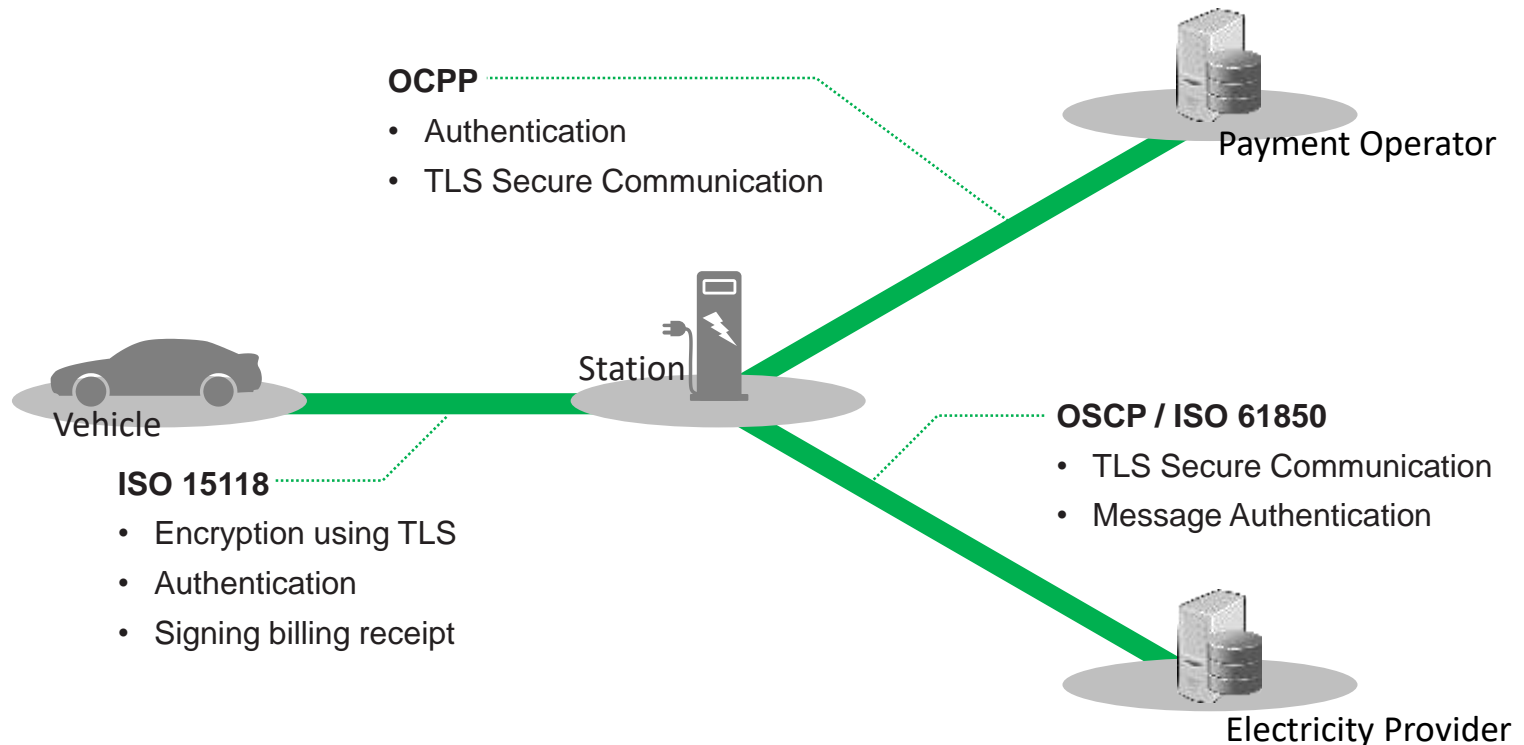 OCPP
• Authentication
• TLS Secure Communication
Payment Operator
Station
Vehicle
ISO 15118
• Encryption using TLS
• Authentication
• Signing billing receipt
OSCP / ISO 61850
• TLS Secure Communication
• Message Authentication
Electricity Provider